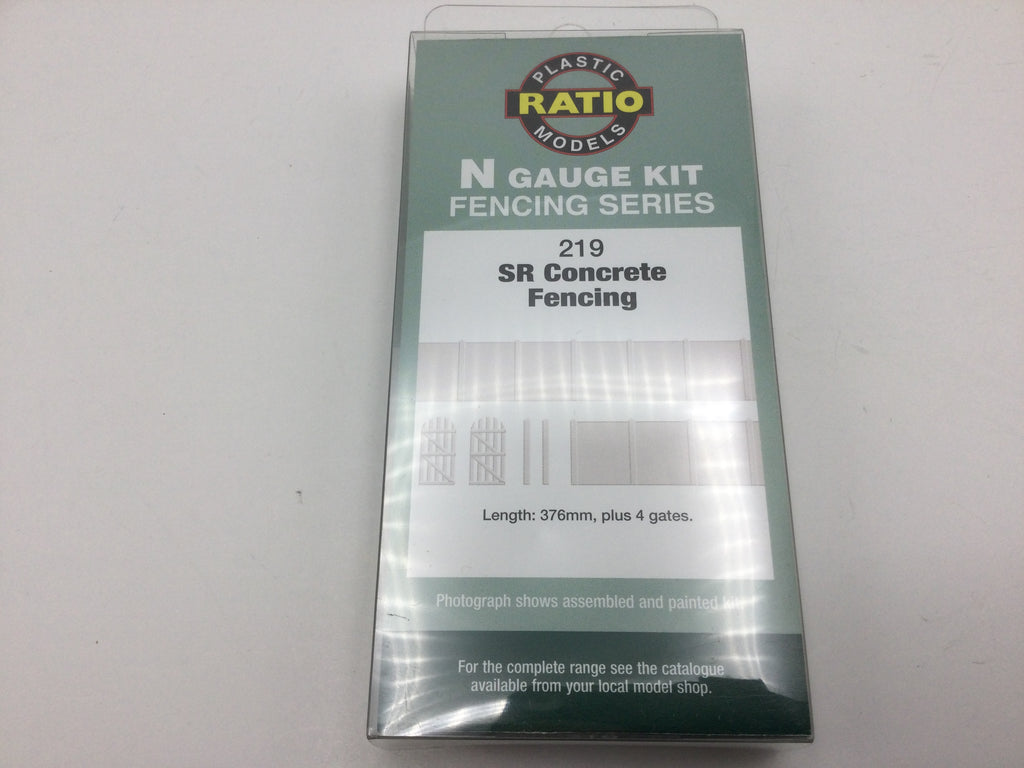 PLASTIC
RATIO
MODELS
N GAUGE KIT
FENCING SERIES
219
SR Concrete
Fencing
Length: 376mm, plus 4 gates.
Photograph shows assembled and painted kit
For the complete range see the catalogue
available from your local model shop.